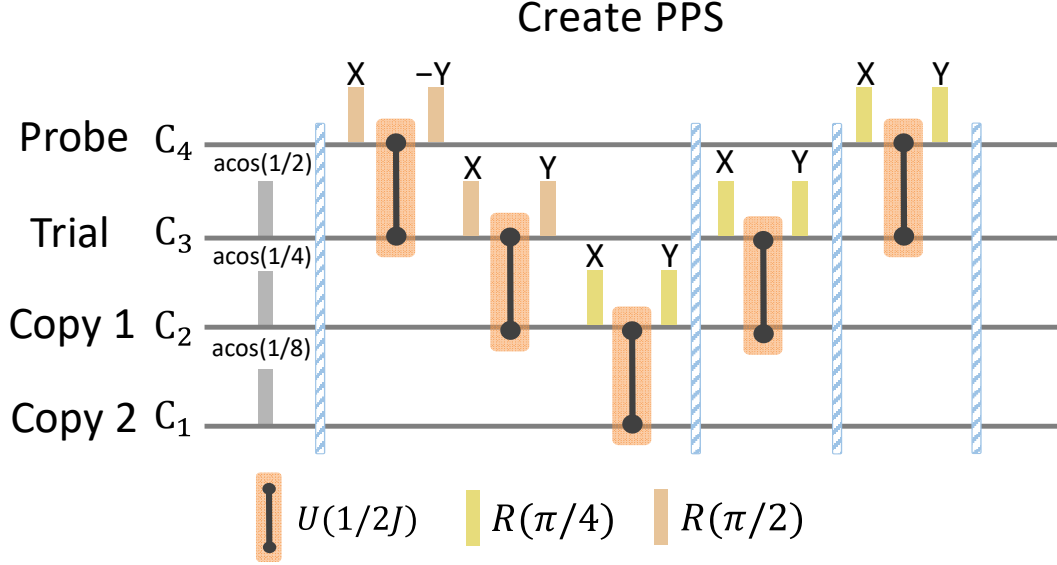 Create PPS
X −Y X Y
Probe C₄
acos(1/2)
X Y X Y
Trial C₃
acos(1/4)
X Y
Copy 1 C₂
acos(1/8)
Copy 2 C₁
U(1/2J) R(π/4) R(π/2)